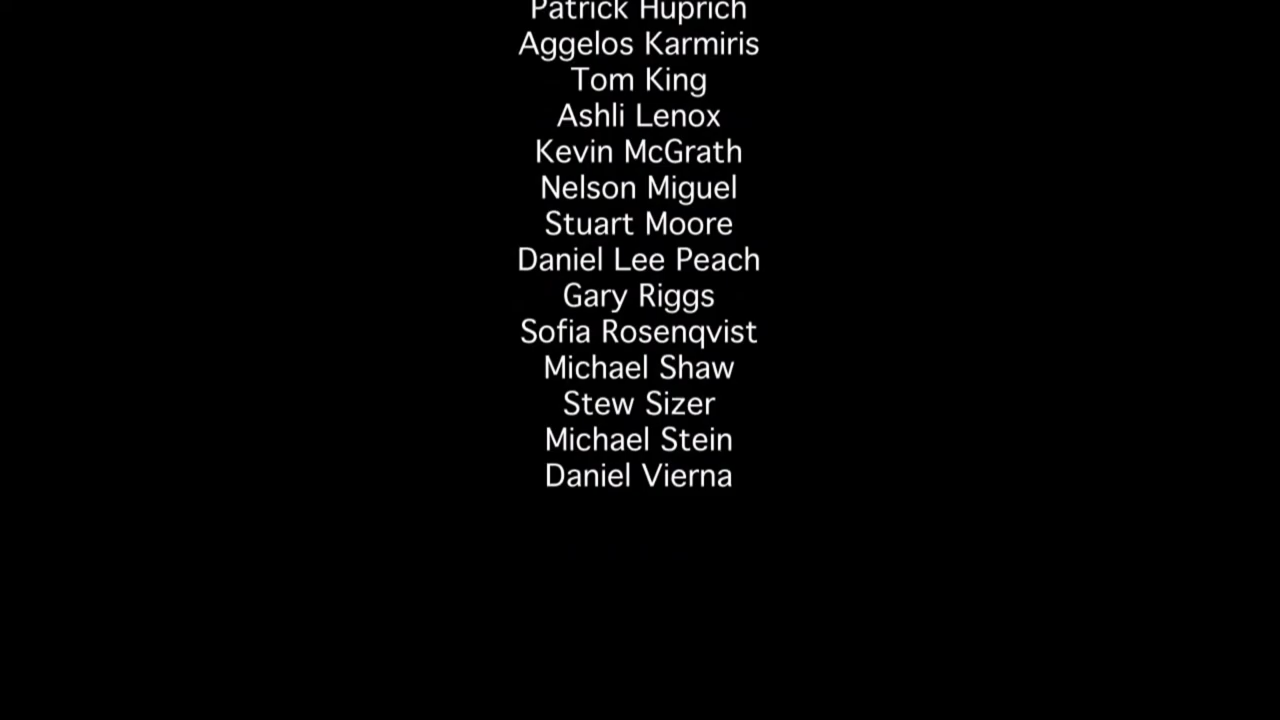 Patrick Huprich
Aggelos Karmiris
Tom King
Ashli Lenox
Kevin McGrath
Nelson Miguel
Stuart Moore
Daniel Lee Peach
Gary Riggs
Sofia Rosenqvist
Michael Shaw
Stew Sizer
Michael Stein
Daniel Vierna